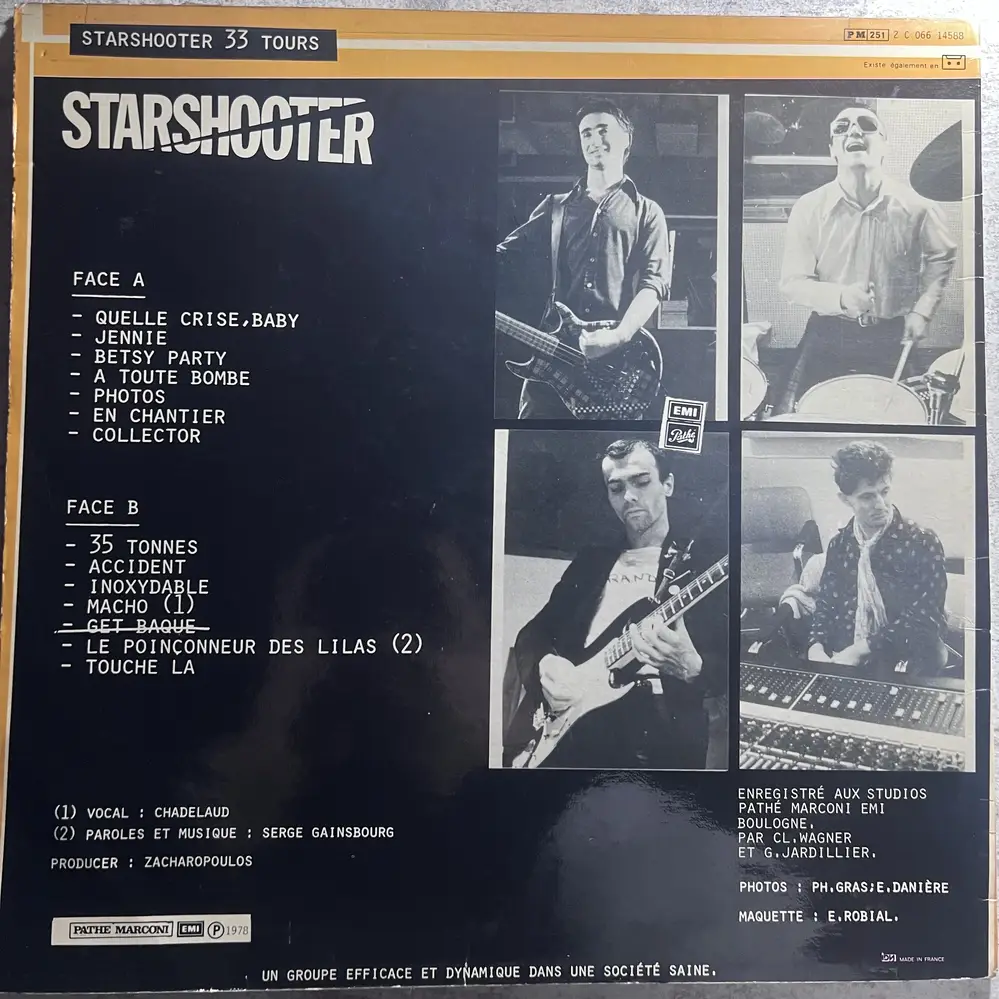 STARSHOOTER 33 TOURS
PM 251 2 C 066 14588
Existe également en
STARSHOOTER
FACE A
- QUELLE CRISE,BABY
- JENNIE
- BETSY PARTY
- A TOUTE BOMBE
- PHOTOS
- EN CHANTIER
- COLLECTOR
FACE B
- 35 TONNES
- ACCIDENT
- INOXYDABLE
- MACHO (1)
- GET BAQUE
- LE POINÇONNEUR DES LILAS (2)
- TOUCHE LA
EMI
Pathé
RAND
(1) VOCAL : CHADELAUD
(2) PAROLES ET MUSIQUE : SERGE GAINSBOURG
PRODUCER : ZACHAROPOULOS
ENREGISTRÉ AUX STUDIOS
PATHÉ MARCONI EMI
BOULOGNE.
PAR CL.WAGNER
ET G.JARDILLIER.
PHOTOS : PH.GRAS;E.DANIÈRE
MAQUETTE : E.ROBIAL.
PATHE MARCONI EMI P 1978
MADE IN FRANCE
UN GROUPE EFFICACE ET DYNAMIQUE DANS UNE SOCIÉTÉ SAINE.